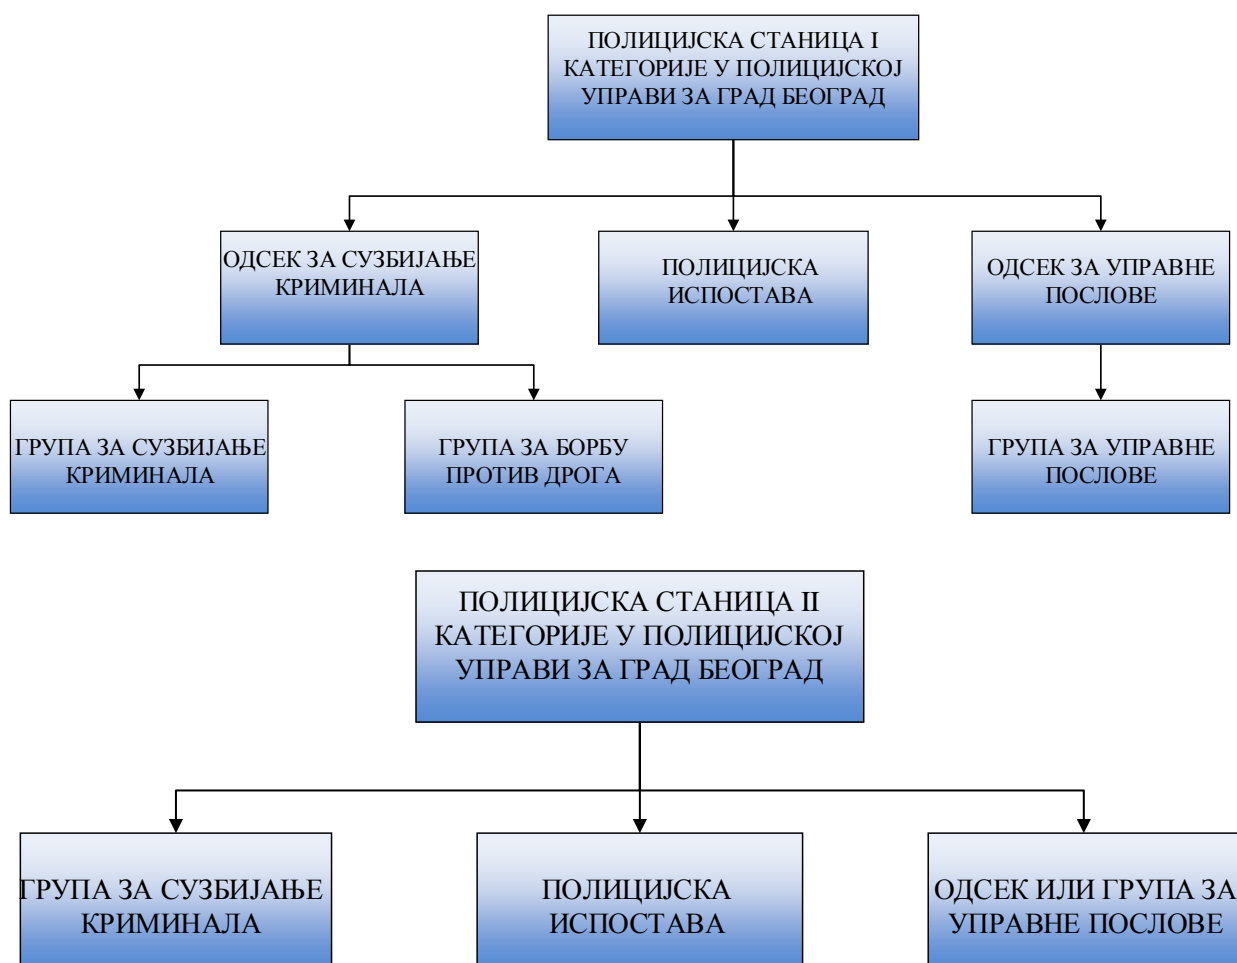 ПОЛИЦИЈСКА СТАНИЦА I
КАТЕГОРИЈЕ У ПОЛИЦИЈСКОЈ
УПРАВИ ЗА ГРАД БЕОГРАД
ОДСЕК ЗА СУЗБИЈАЊЕ
КРИМИНАЛА
ПОЛИЦИЈСКА
ИСПОСТАВА
ОДСЕК ЗА УПРАВНЕ
ПОСЛОВЕ
ГРУПА ЗА СУЗБИЈАЊЕ
КРИМИНАЛА
ГРУПА ЗА БОРБУ
ПРОТИВ ДРОГА
ГРУПА ЗА УПРАВНЕ
ПОСЛОВЕ
ПОЛИЦИЈСКА СТАНИЦА II
КАТЕГОРИЈЕ У ПОЛИЦИЈСКОЈ
УПРАВИ ЗА ГРАД БЕОГРАД
ГРУПА ЗА СУЗБИЈАЊЕ
КРИМИНАЛА
ПОЛИЦИЈСКА
ИСПОСТАВА
ОДСЕК ИЛИ ГРУПА ЗА
УПРАВНЕ ПОСЛОВЕ